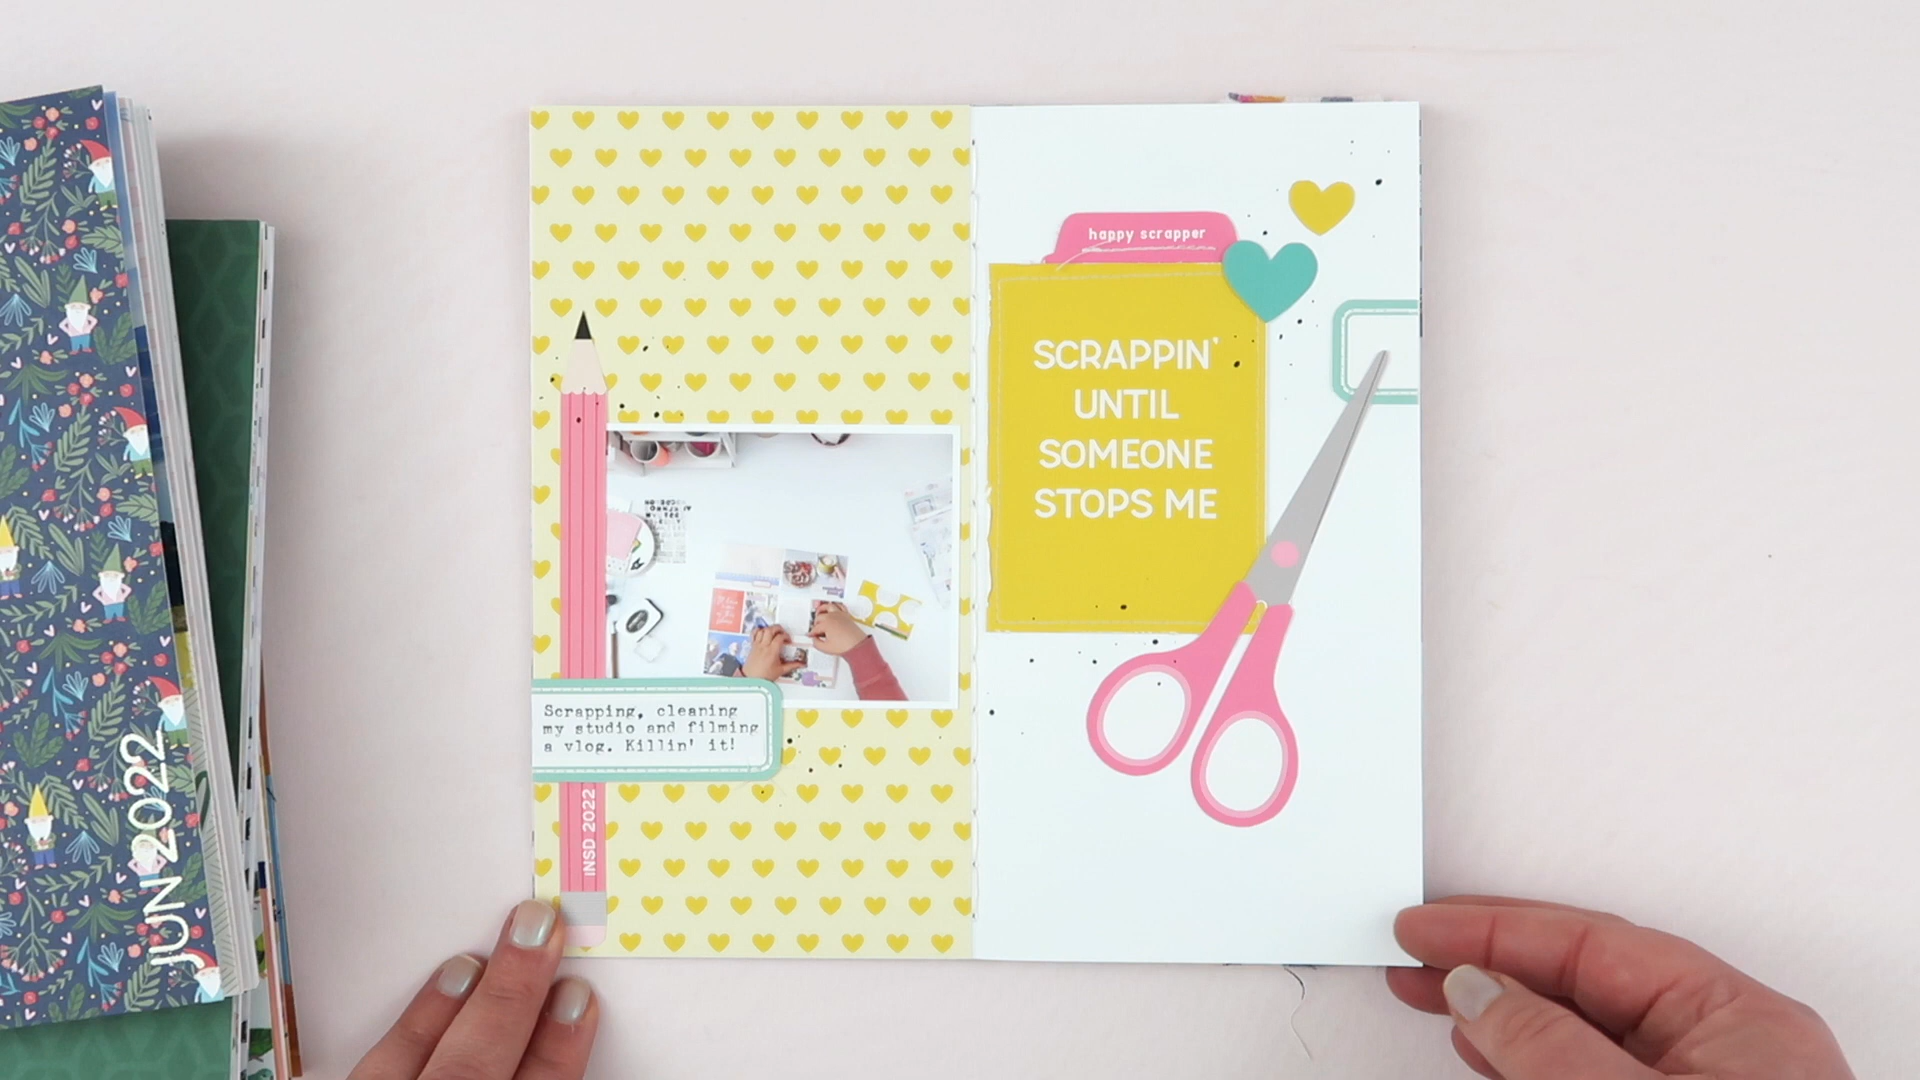 JUN 2022
Scrapping, cleaning
my studio and filming
a vlog. Killin' it!
INSD 2022
happy scrapper
SCRAPPIN'
UNTIL
SOMEONE
STOPS ME